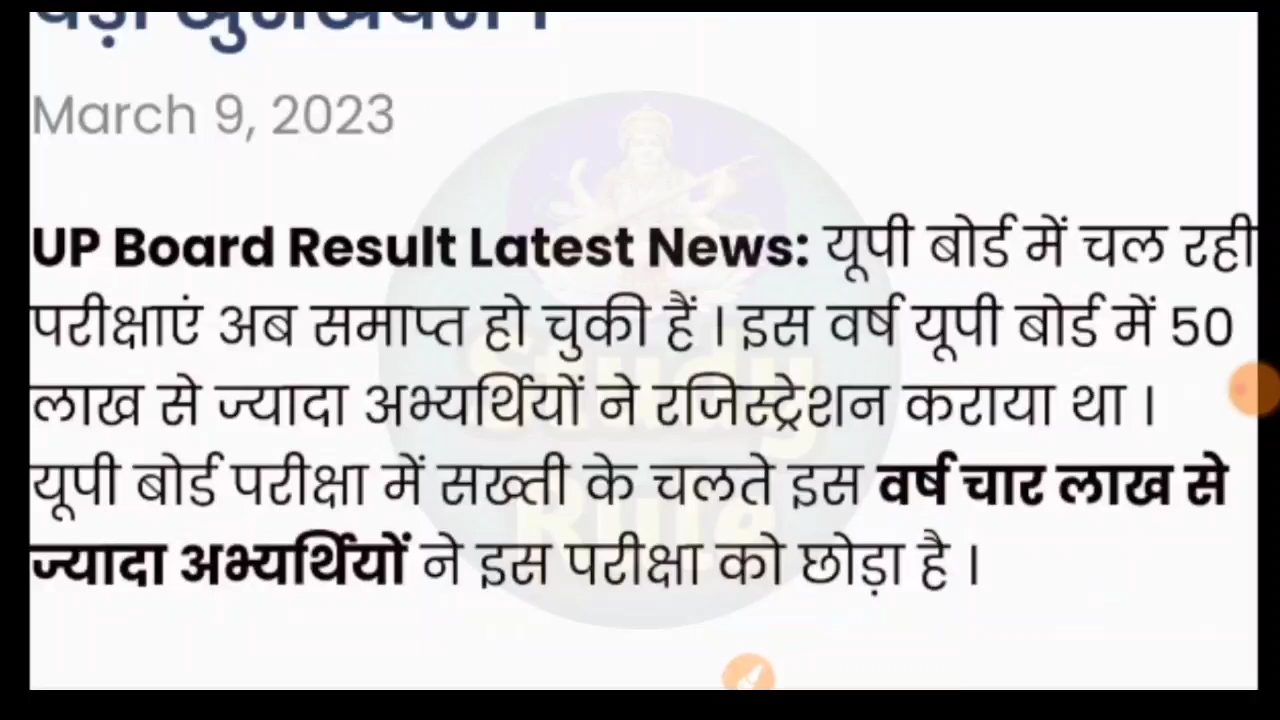 March 9, 2023
UP Board Result Latest News: यूपी बोर्ड में चल रही
परीक्षाएं अब समाप्त हो चुकी हैं । इस वर्ष यूपी बोर्ड में 50
लाख से ज्यादा अभ्यर्थियों ने रजिस्ट्रेशन कराया था ।
यूपी बोर्ड परीक्षा में सख्ती के चलते इस वर्ष चार लाख से
ज्यादा अभ्यर्थियों ने इस परीक्षा को छोड़ा है ।